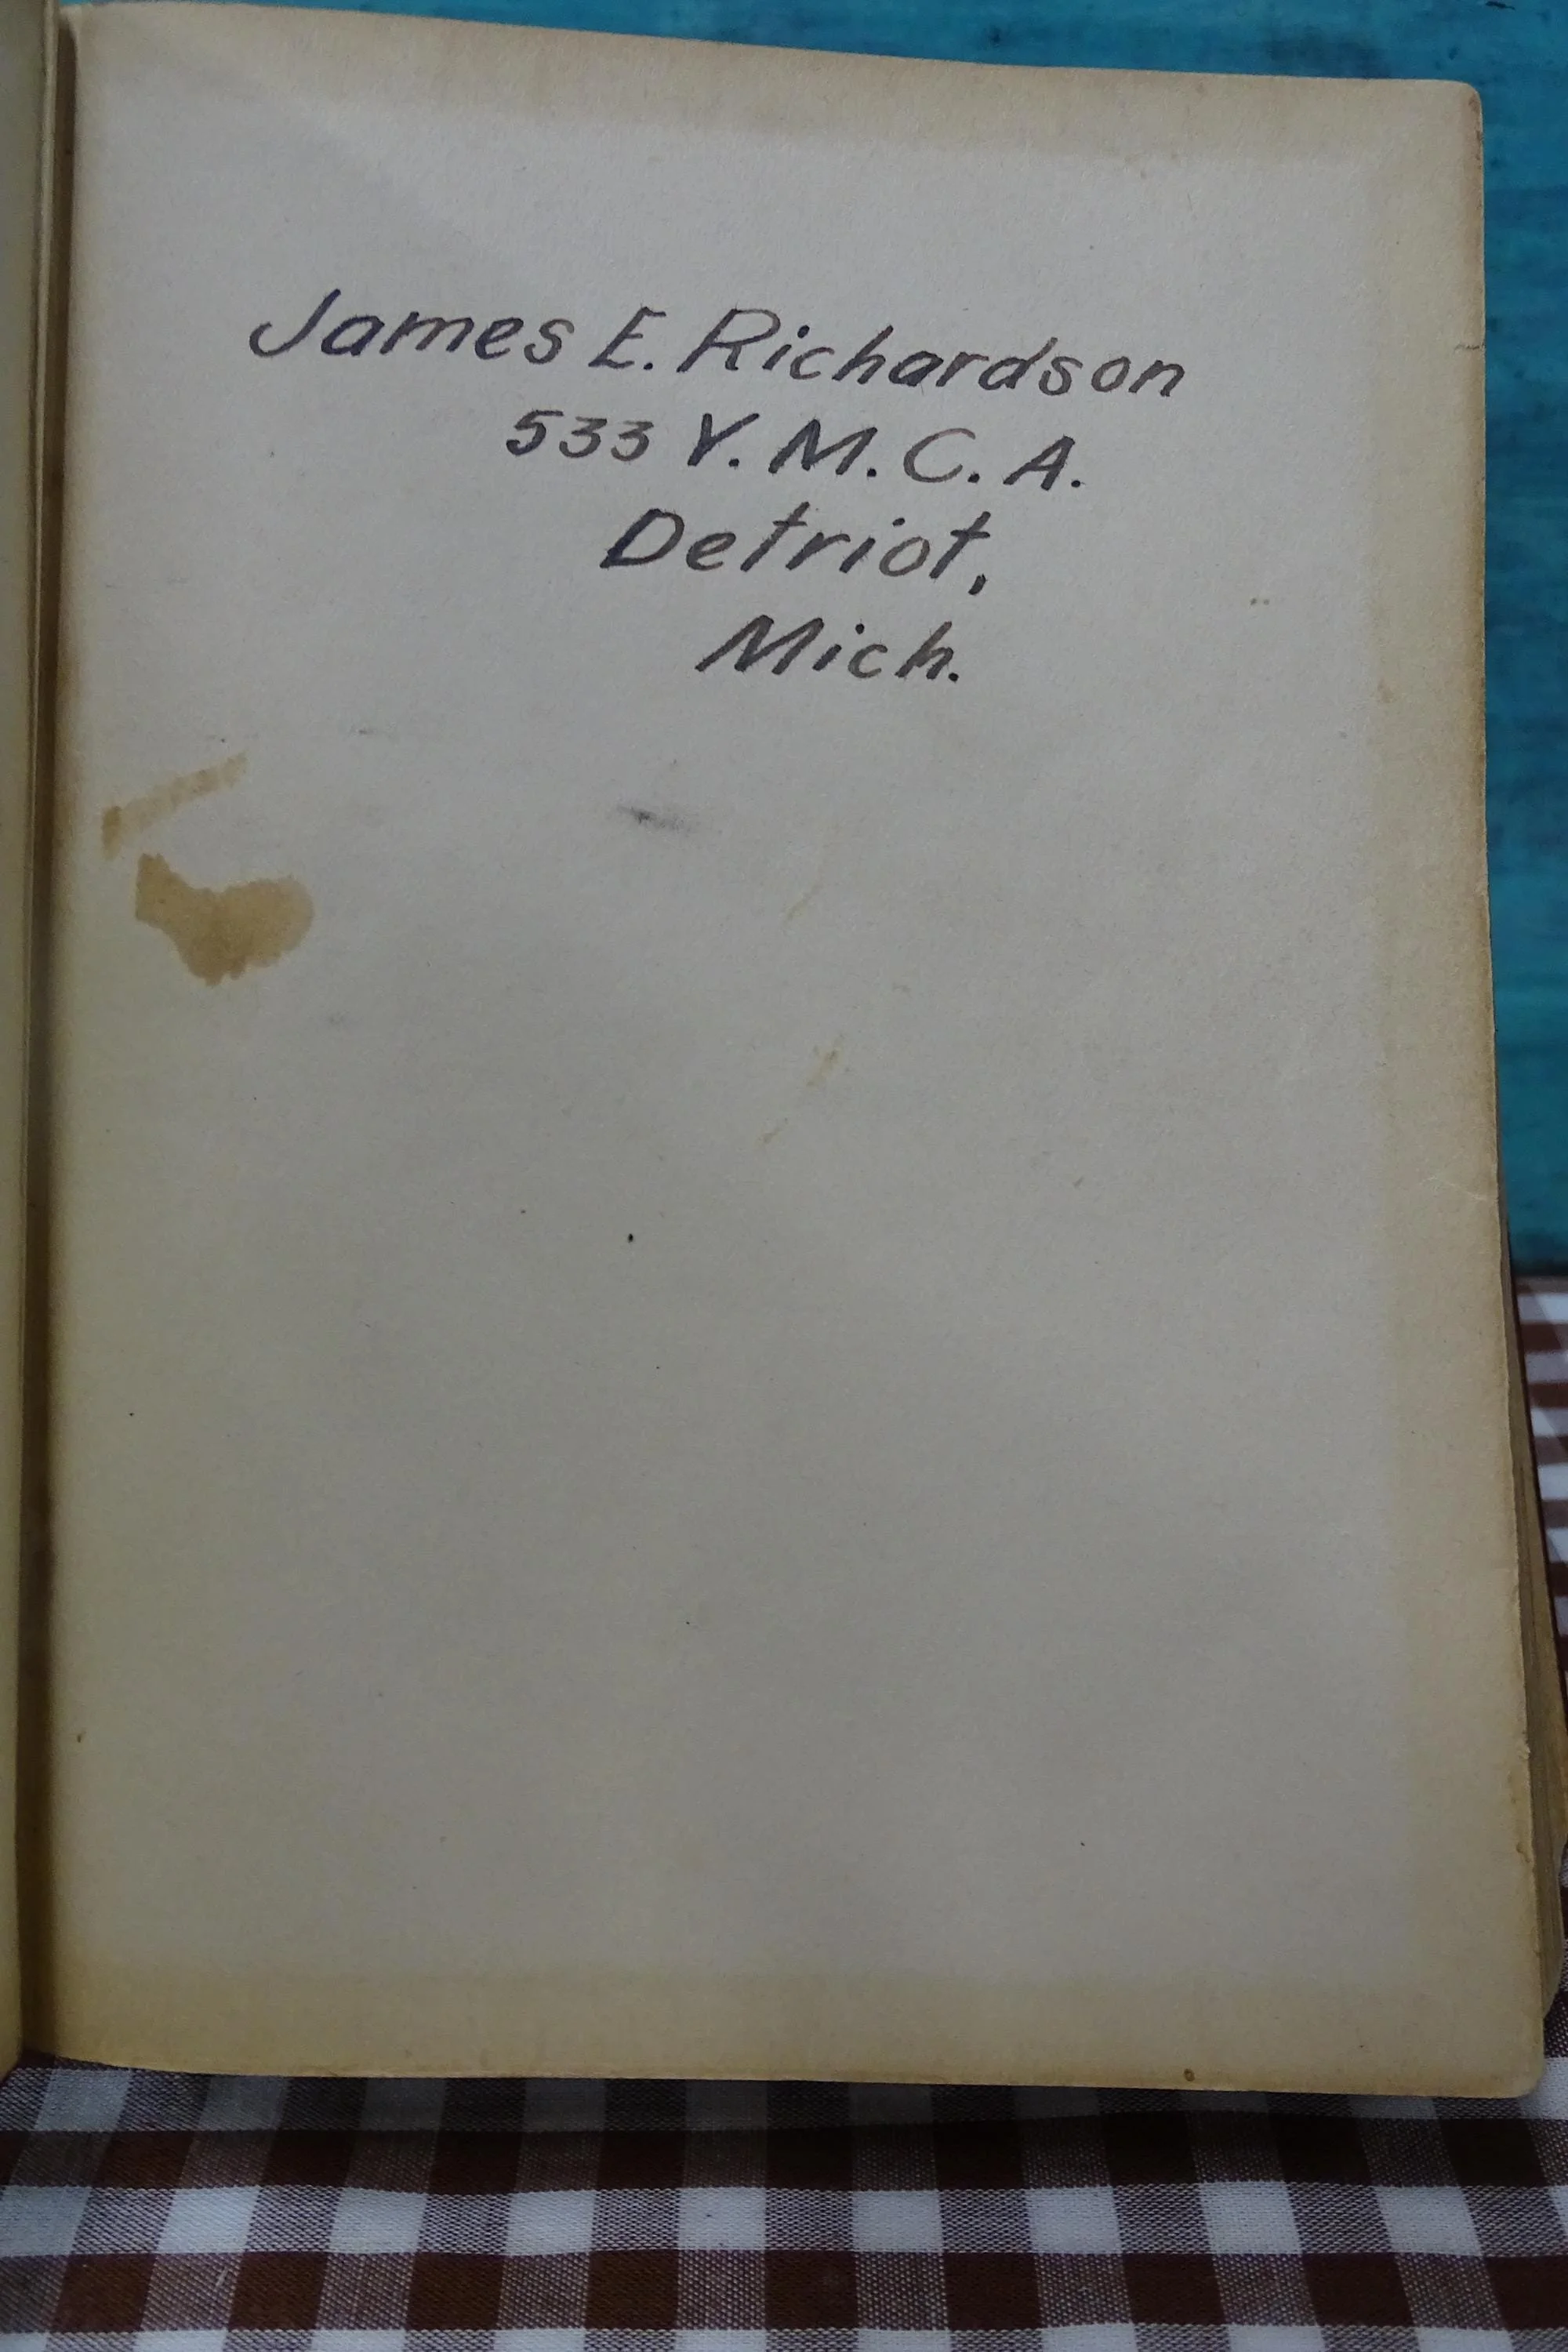 James E. Richardson
533 Y. M. C. A.
Detriot,
Mich.